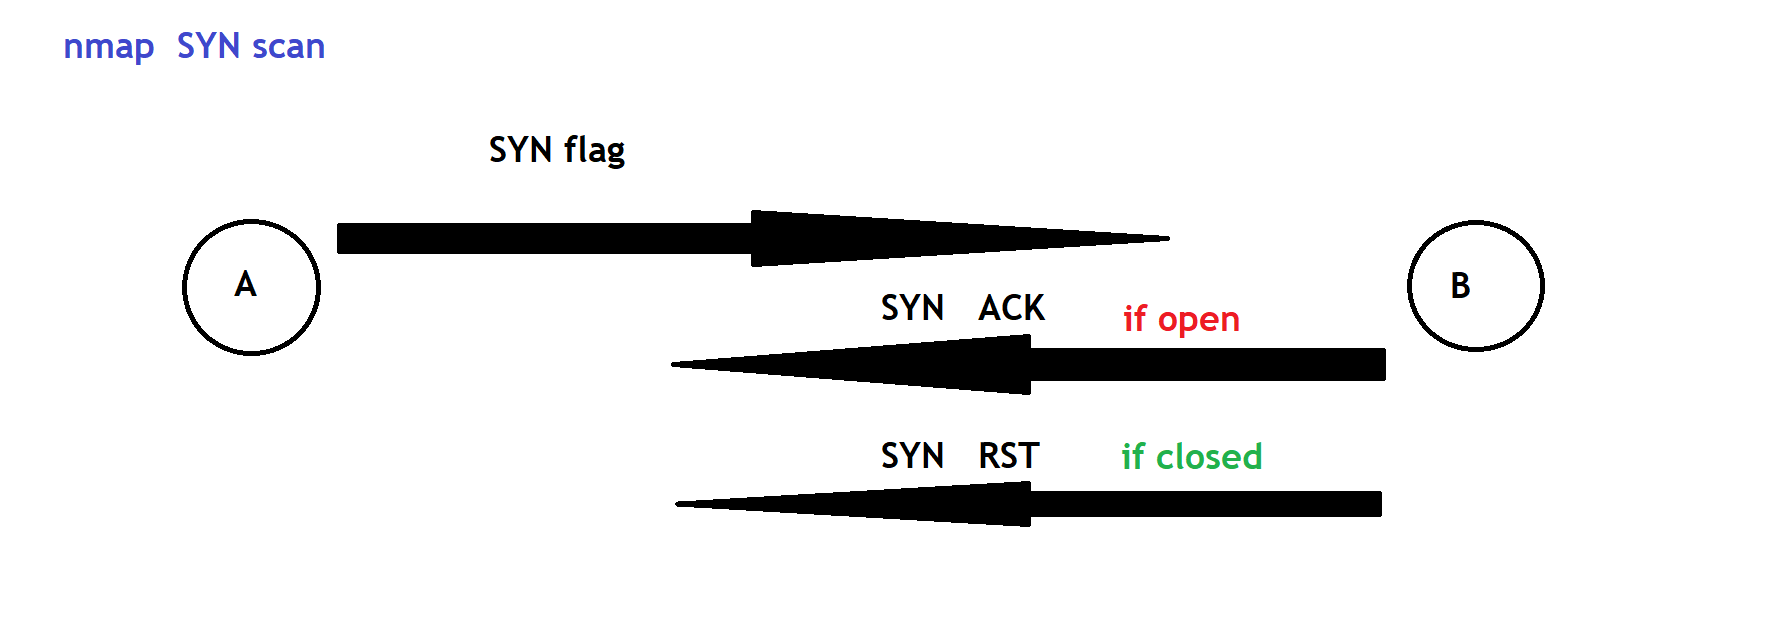 nmap SYN scan
SYN flag
A
B
SYN ACK if open
SYN RST if closed